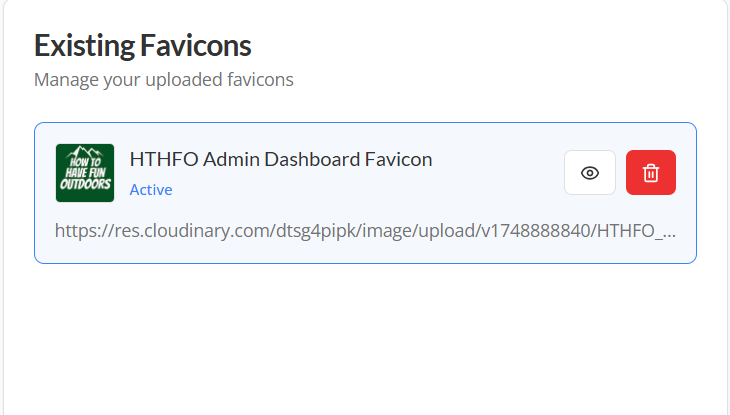 Existing Favicons
Manage your uploaded favicons
HOW TO
HAVE FUN
OUTDOORS
HTHFO Admin Dashboard Favicon
Active
https://res.cloudinary.com/dtsg4pipk/image/upload/v1748888840/HTHFO_...